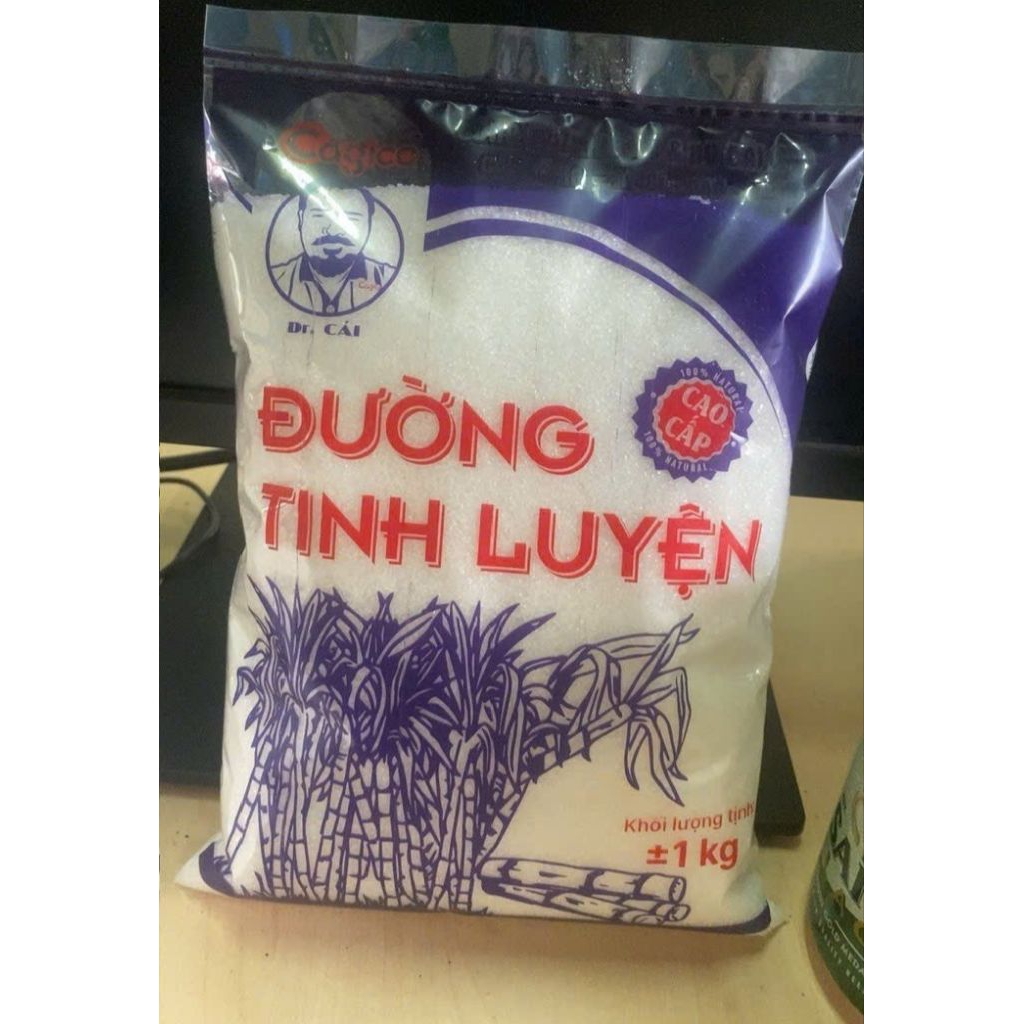 Cogico
Dr. CÁI
100% NATURAL
CAO
CẤP
100% NATURAL
ĐƯỜNG
TINH LUYỆN
Khối lượng tịnh
±1 kg